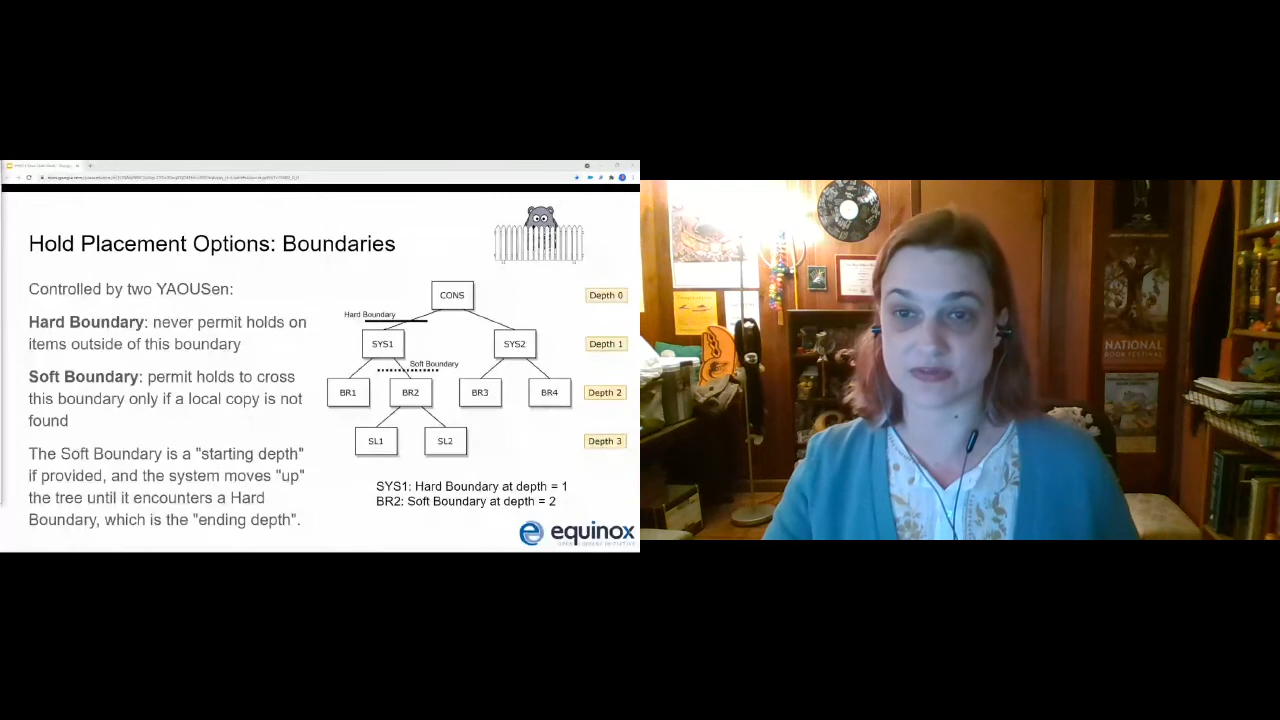 Hold Placement Options: Boundaries
Controlled by two YAOUSen:
Hard Boundary: never permit holds on
items outside of this boundary
Soft Boundary: permit holds to cross
this boundary only if a local copy is not
found
The Soft Boundary is a "starting depth"
if provided, and the system moves "up"
the tree until it encounters a Hard
Boundary, which is the "ending depth".
CONS
Depth 0
Hard Boundary
SYS1
SYS2
Depth 1
Soft Boundary
BR1
BR2
BR3
BR4
Depth 2
SL1
SL2
Depth 3
SYS1: Hard Boundary at depth = 1
BR2: Soft Boundary at depth = 2
equinox
OPEN LIBRARY INITIATIVE
NATIONAL
BOOK FESTIVAL